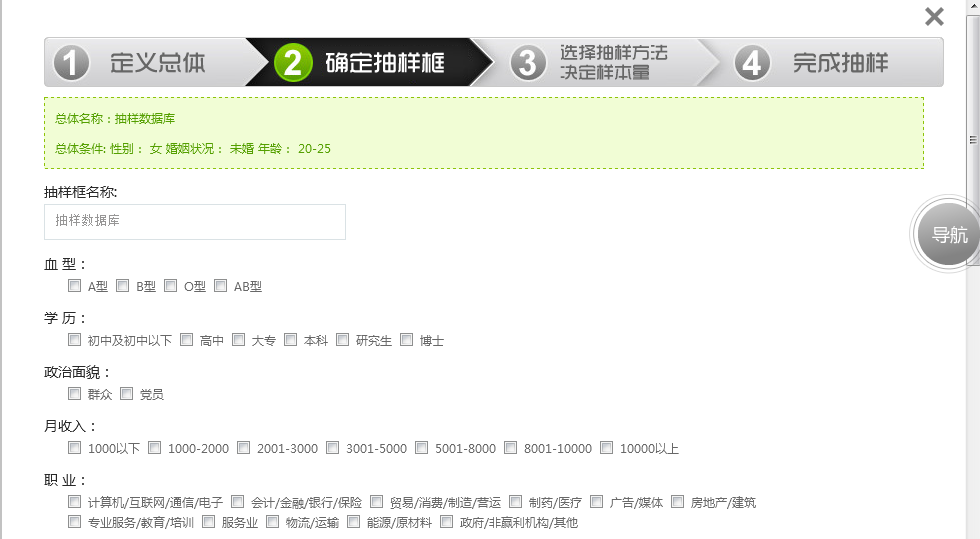 1 定义总体 2 确定抽样框 3 选择抽样方法 4 完成抽样
决定样本量
总体名称：抽样数据库
总体条件: 性别： 女 婚姻状况： 未婚 年龄： 20-25
抽样框名称:
抽样数据库
导航
血 型：
A型 B型 O型 AB型
学 历：
初中及初中以下 高中 大专 本科 研究生 博士
政治面貌：
群众 党员
月收入：
1000以下 1000-2000 2001-3000 3001-5000 5001-8000 8001-10000 10000以上
职 业：
计算机/互联网/通信/电子 会计/金融/银行/保险 贸易/消费/制造/营运 制药/医疗 广告/媒体 房地产/建筑
专业服务/教育/培训 服务业 物流/运输 能源/原材料 政府/非赢利机构/其他